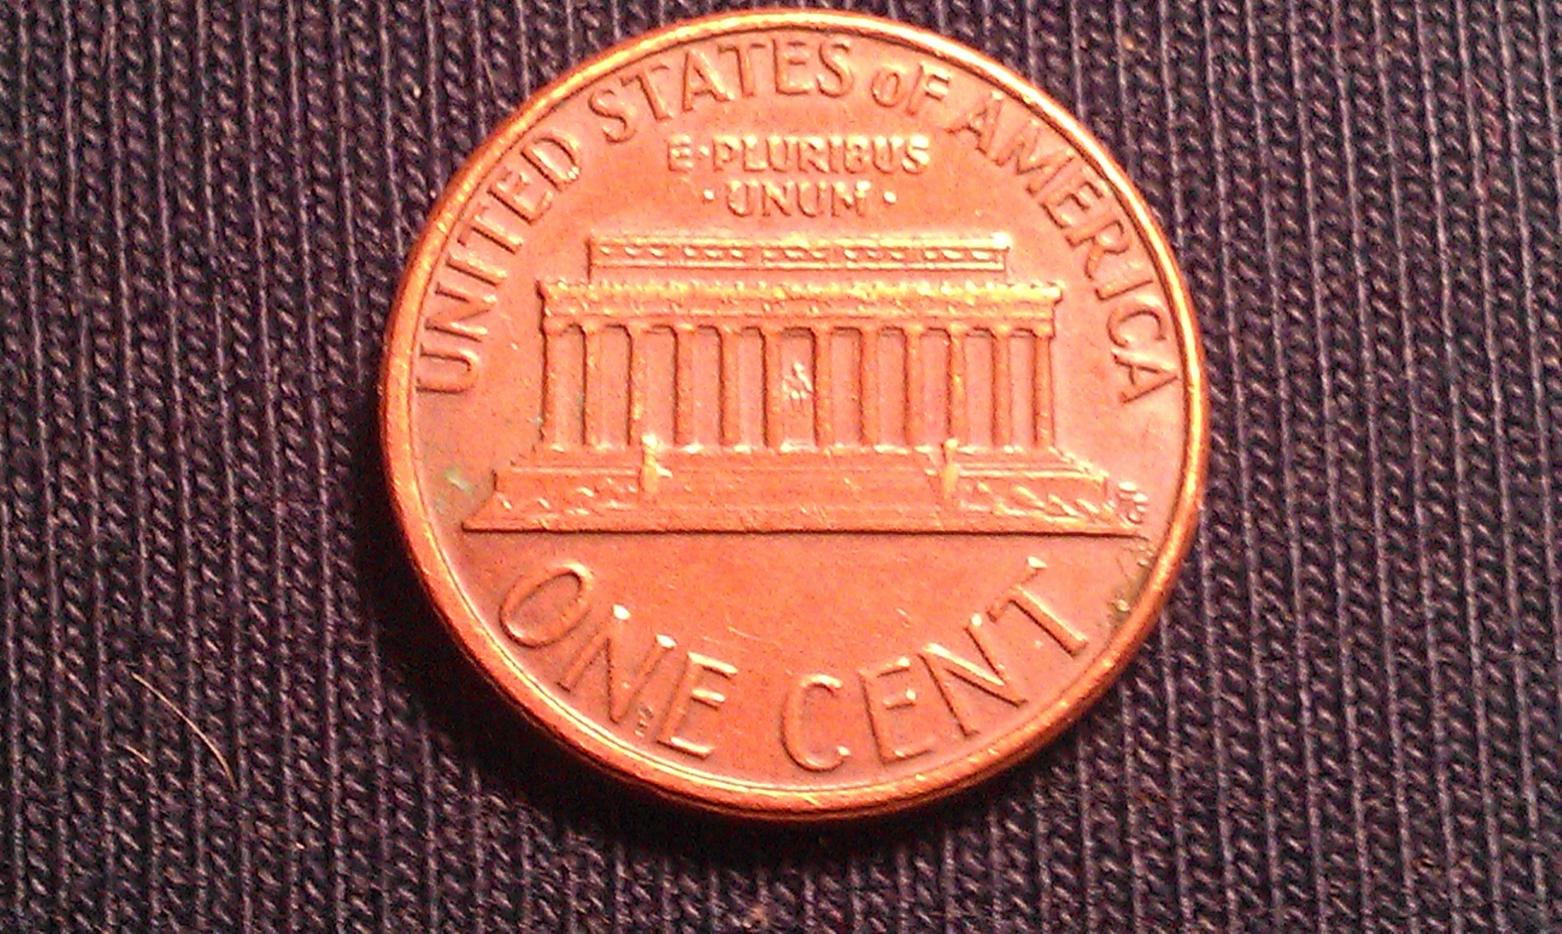 UNITED STATES oF AMERICA
E·PLURIBUS
·UNUM·
ONE CENT